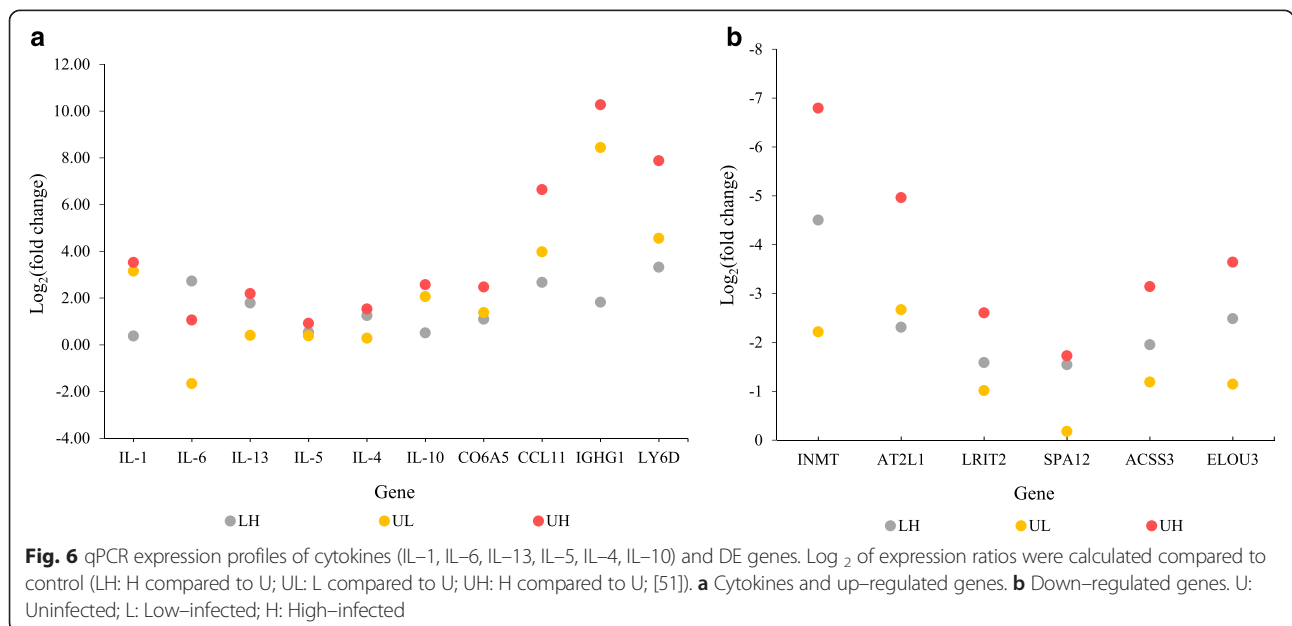 a
12.00
10.00
8.00
6.00
4.00
2.00
0.00
-2.00
-4.00
Log2(fold change)
IL-1 IL-6 IL-13 IL-5 IL-4 IL-10 CO6A5 CCL11 IGHG1 LY6D
Gene
LH UL UH
b
-8
-7
-6
-5
-4
-3
-2
-1
0
Log2(fold change)
INMT AT2L1 LRIT2 SPA12 ACSS3 ELOU3
Gene
LH UL UH
Fig. 6 qPCR expression profiles of cytokines (IL–1, IL–6, IL–13, IL–5, IL–4, IL–10) and DE genes. Log 2 of expression ratios were calculated compared to
control (LH: H compared to U; UL: L compared to U; UH: H compared to U; [51]). a Cytokines and up–regulated genes. b Down–regulated genes. U:
Uninfected; L: Low–infected; H: High–infected